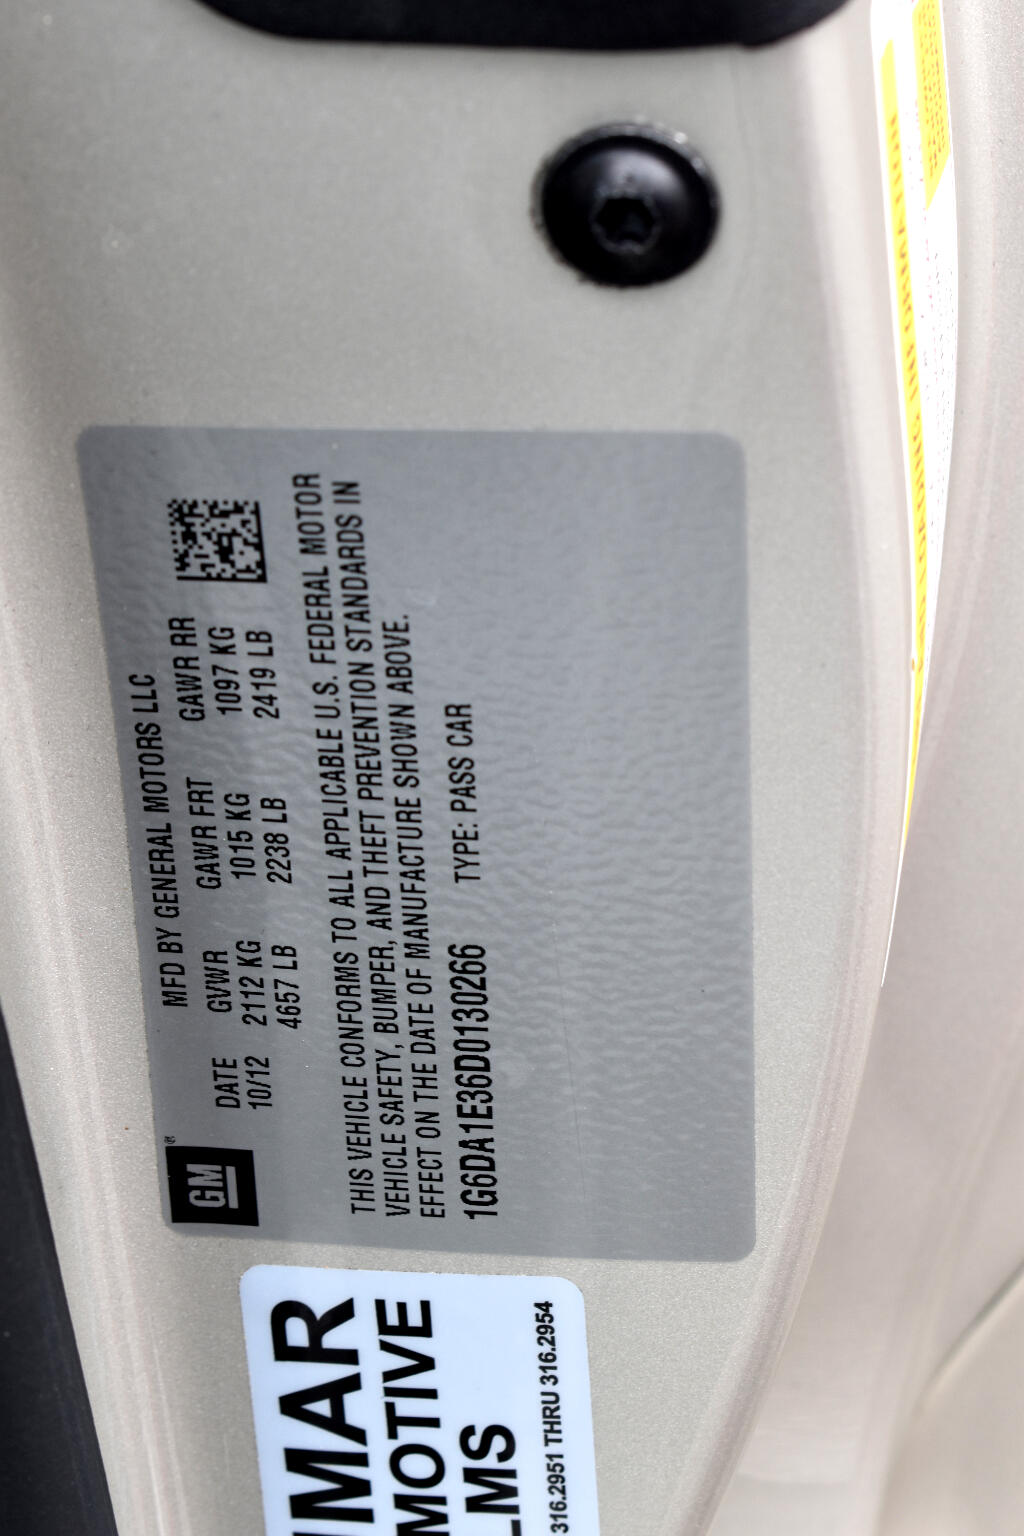 GM
MFD BY GENERAL MOTORS LLC
DATE GVWR GAWR FRT GAWR RR
10/12 2112 KG 1015 KG 1097 KG
4657 LB 2238 LB 2419 LB
THIS VEHICLE CONFORMS TO ALL APPLICABLE U.S. FEDERAL MOTOR
VEHICLE SAFETY, BUMPER, AND THEFT PREVENTION STANDARDS IN
EFFECT ON THE DATE OF MANUFACTURE SHOWN ABOVE.
1G6DA1E36D0130266 TYPE: PASS CAR
MAR
MOTIVE
LMS
316.2951 THRU 316.2954